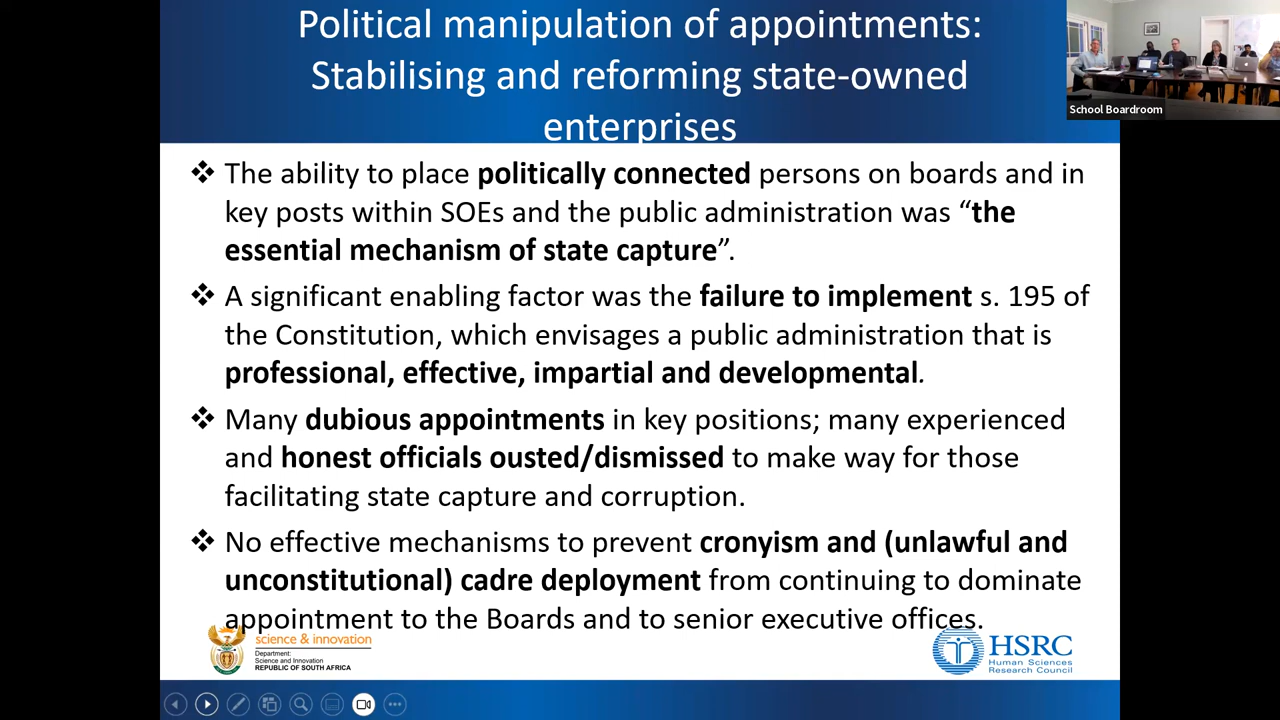 Political manipulation of appointments:
Stabilising and reforming state-owned
enterprises
School Boardroom
❖ The ability to place politically connected persons on boards and in
key posts within SOEs and the public administration was “the
essential mechanism of state capture”.
❖ A significant enabling factor was the failure to implement s. 195 of
the Constitution, which envisages a public administration that is
professional, effective, impartial and developmental.
❖ Many dubious appointments in key positions; many experienced
and honest officials ousted/dismissed to make way for those
facilitating state capture and corruption.
❖ No effective mechanisms to prevent cronyism and (unlawful and
unconstitutional) cadre deployment from continuing to dominate
appointment to the Boards and to senior executive offices.
science & innovation
Department:
Science and Innovation
REPUBLIC OF SOUTH AFRICA
HSRC
Human Sciences
Research Council